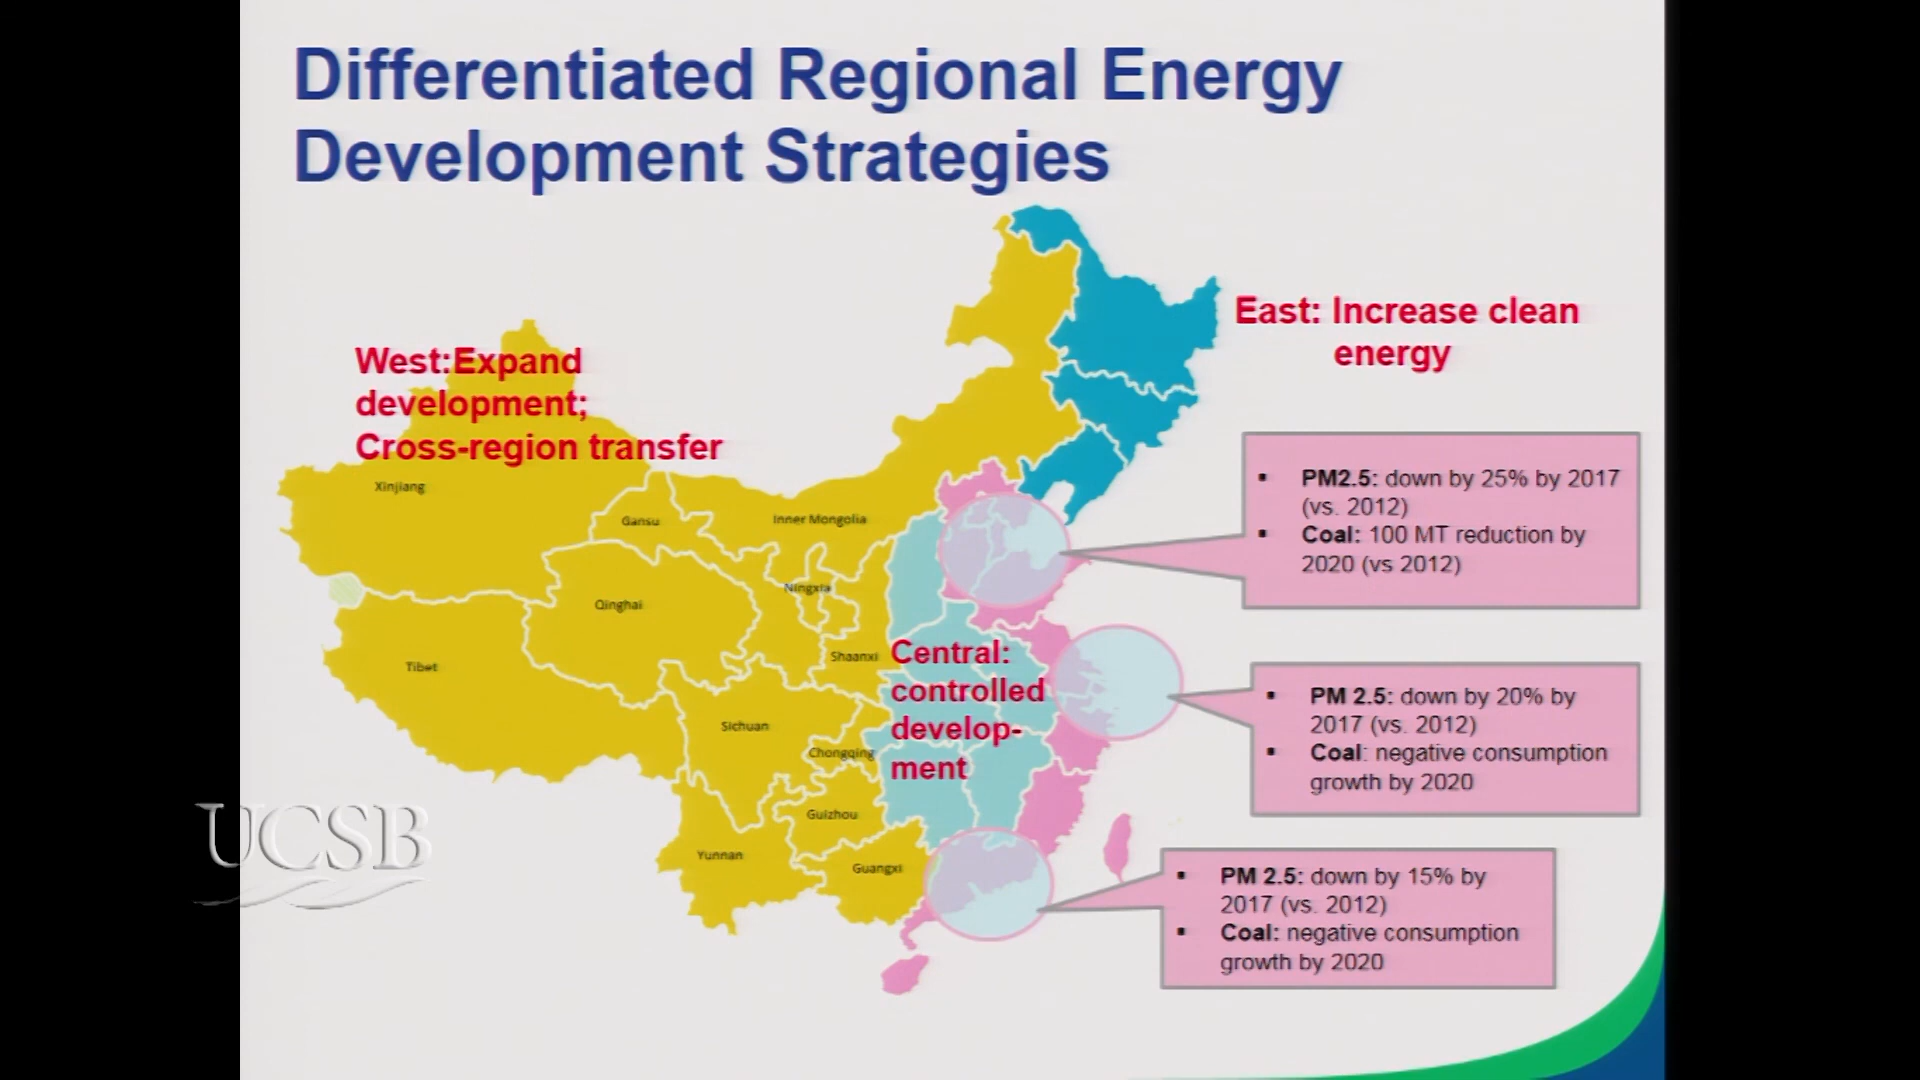 Differentiated Regional Energy
Development Strategies
West:Expand
development;
Cross-region transfer
East: Increase clean
energy
Xinjiang
Gansu
Inner Mongolia
Ningxia
Qinghai
Tibet
Shaanxi
Central:
controlled
develop-
ment
Sichuan
Chongqing
Guizhou
Yunnan
Guangxi
▪ PM2.5: down by 25% by 2017
(vs. 2012)
▪ Coal: 100 MT reduction by
2020 (vs 2012)
▪ PM 2.5: down by 20% by
2017 (vs. 2012)
▪ Coal: negative consumption
growth by 2020
▪ PM 2.5: down by 15% by
2017 (vs. 2012)
▪ Coal: negative consumption
growth by 2020
UCSB